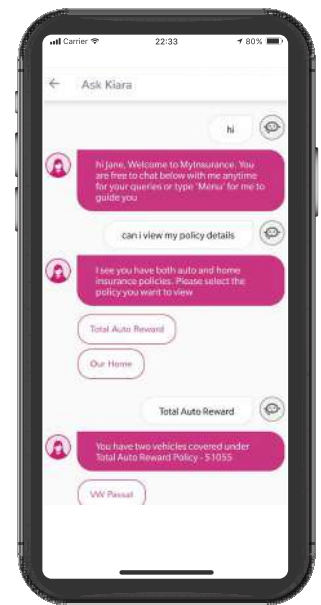 Carrier 22:33 80%
Ask Kiara
hi
hi Jane, Welcome to MyInsurance. You
are free to chat below with me anytime
for your queries or type 'Menu' for me to
guide you
can i view my policy details
I see you have both auto and home
insurance policies. Please select the
policy you want to view
Total Auto Reward
Our Home
Total Auto Reward
You have two vehicles covered under
Total Auto Reward Policy - 51055
VW Passat